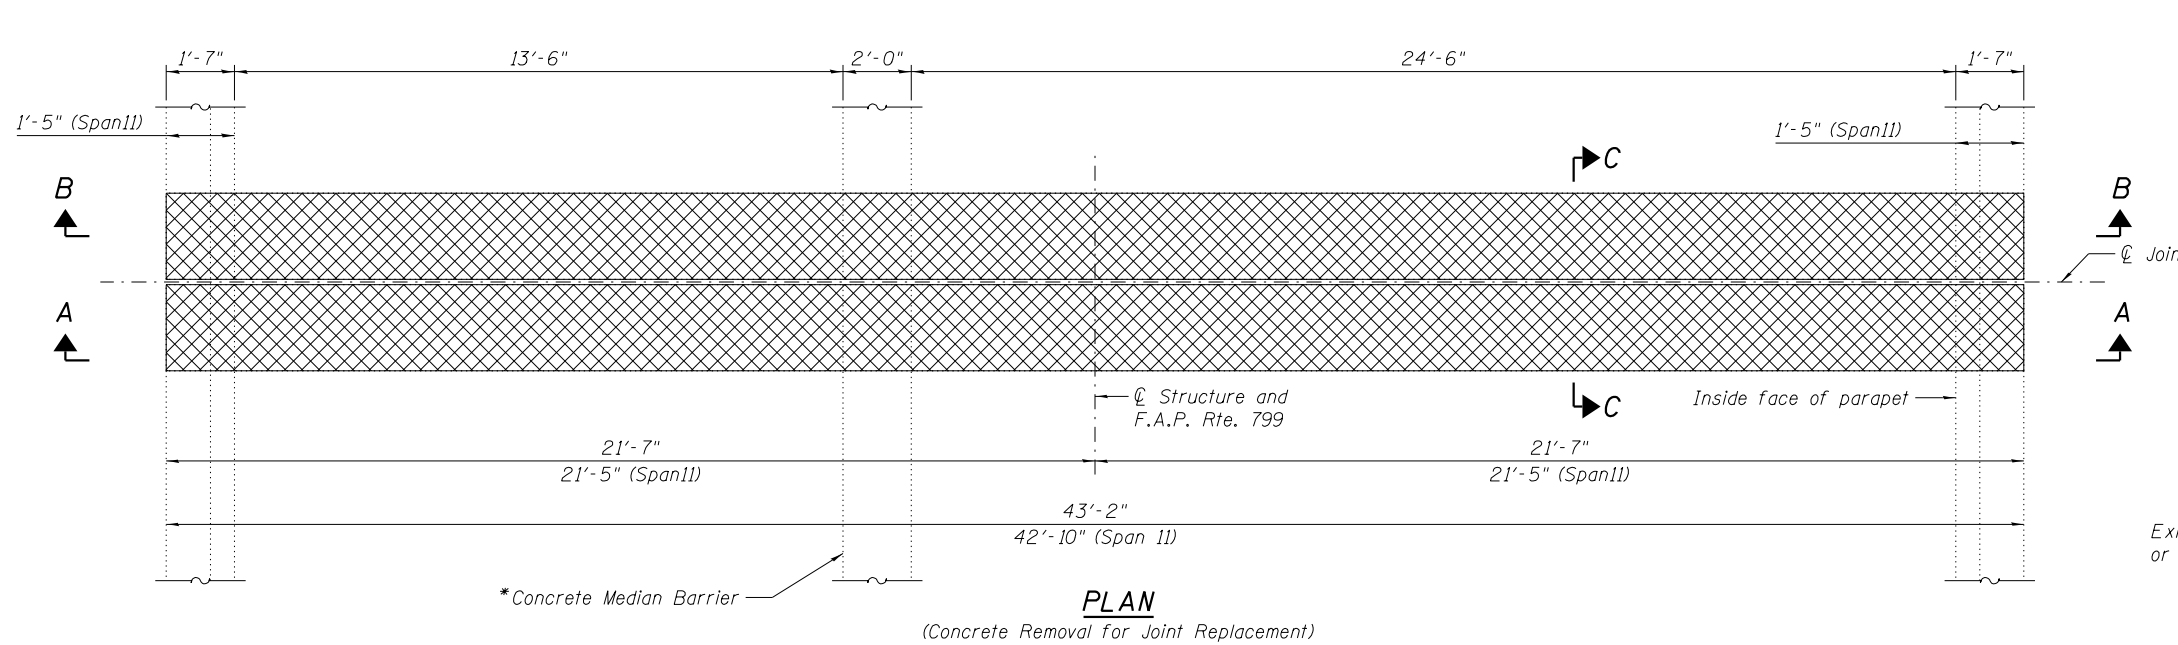 1'-7"
13'-6"
2'-0"
24'-6"
1'-7"
1'-5" (Span11)
1'-5" (Span11)
C
B
B
℄ Join
A
A
℄ Structure and
F.A.P. Rte. 799
C
Inside face of parapet
21'-7"
21'-5" (Span11)
21'-7"
21'-5" (Span11)
43'-2"
42'-10" (Span 11)
*Concrete Median Barrier
PLAN
(Concrete Removal for Joint Replacement)
or